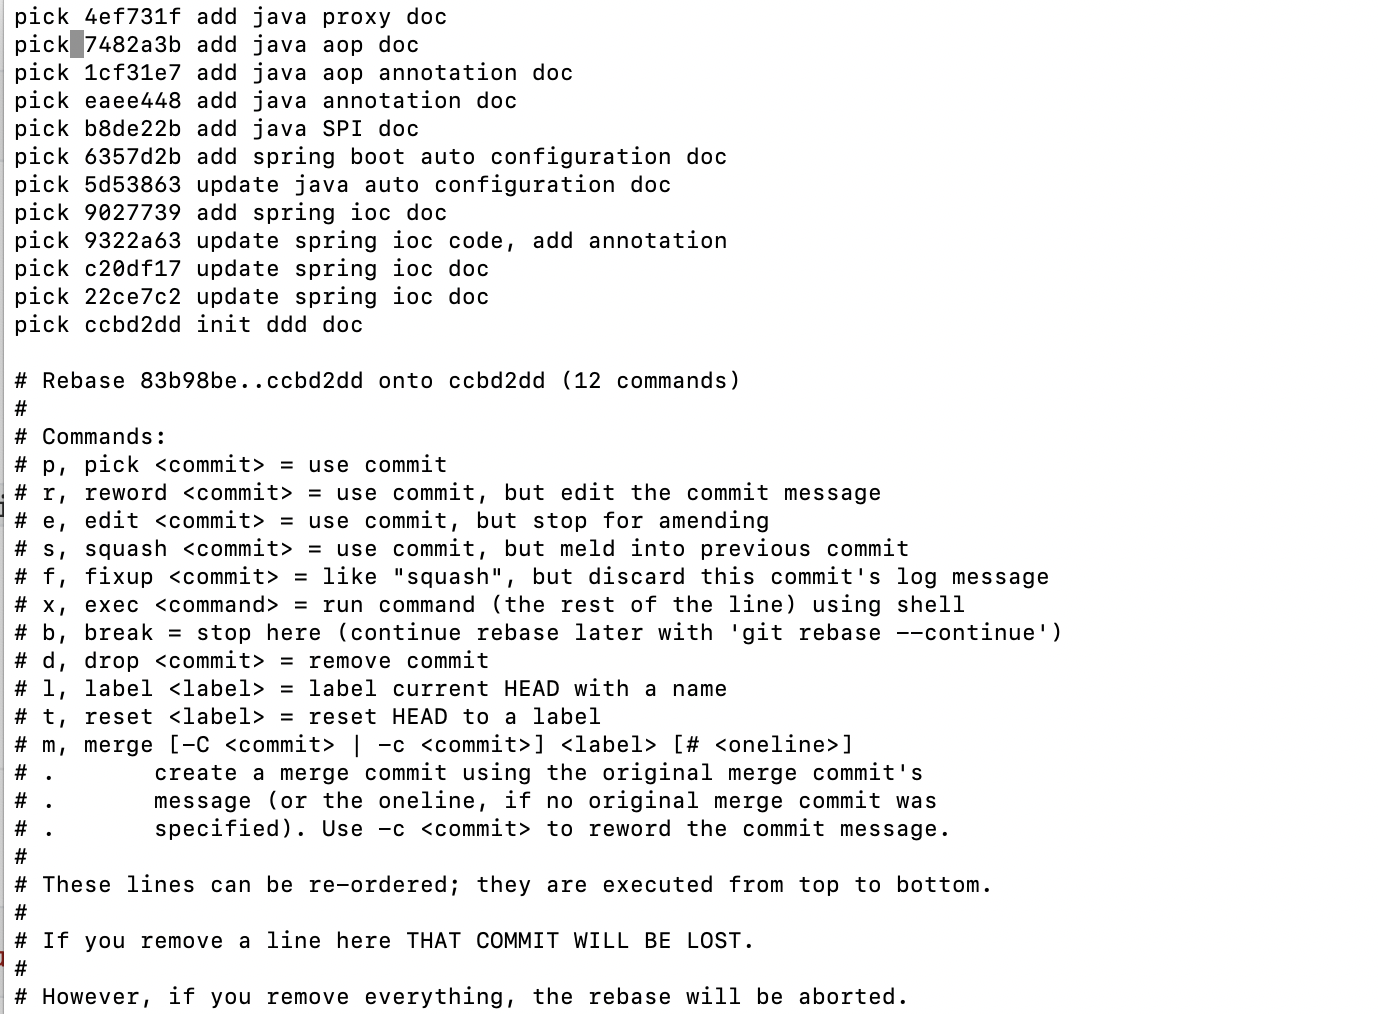 pick 4ef731f add java proxy doc
pick 7482a3b add java aop doc
pick 1cf31e7 add java aop annotation doc
pick eaee448 add java annotation doc
pick b8de22b add java SPI doc
pick 6357d2b add spring boot auto configuration doc
pick 5d53863 update java auto configuration doc
pick 9027739 add spring ioc doc
pick 9322a63 update spring ioc code, add annotation
pick c20df17 update spring ioc doc
pick 22ce7c2 update spring ioc doc
pick ccbd2dd init ddd doc

# Rebase 83b98be..ccbd2dd onto ccbd2dd (12 commands)
#
# Commands:
# p, pick <commit> = use commit
# r, reword <commit> = use commit, but edit the commit message
# e, edit <commit> = use commit, but stop for amending
# s, squash <commit> = use commit, but meld into previous commit
# f, fixup <commit> = like "squash", but discard this commit's log message
# x, exec <command> = run command (the rest of the line) using shell
# b, break = stop here (continue rebase later with 'git rebase --continue')
# d, drop <commit> = remove commit
# l, label <label> = label current HEAD with a name
# t, reset <label> = reset HEAD to a label
# m, merge [-C <commit> | -c <commit>] <label> [# <oneline>]
# .       create a merge commit using the original merge commit's
# .       message (or the oneline, if no original merge commit was
# .       specified). Use -c <commit> to reword the commit message.
#
# These lines can be re-ordered; they are executed from top to bottom.
#
# If you remove a line here THAT COMMIT WILL BE LOST.
#
# However, if you remove everything, the rebase will be aborted.